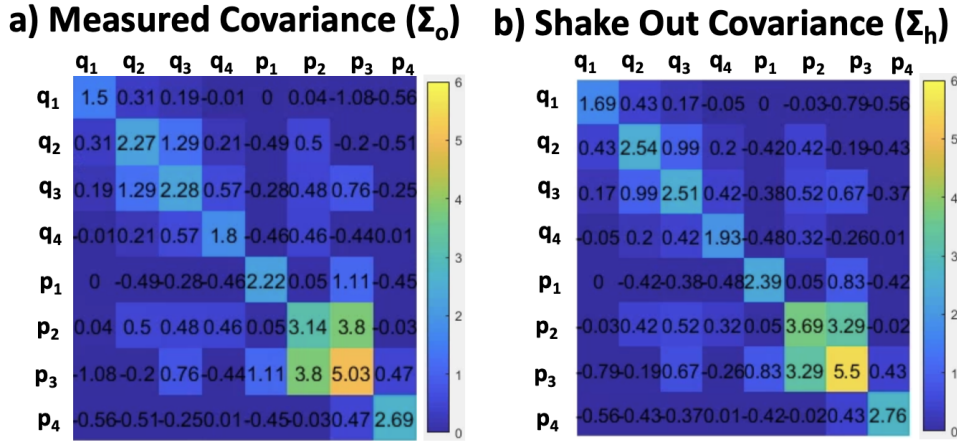 a) Measured Covariance (Σo)
q1 q2 q3 q4 p1 p2 p3 p4
q1 1.5 0.31 0.19 -0.01 0 0.04 -1.08 -0.56
q2 0.31 2.27 1.29 0.21 -0.49 0.5 -0.2 -0.51
q3 0.19 1.29 2.28 0.57 -0.28 0.48 0.76 -0.25
q4 -0.01 0.21 0.57 1.8 -0.46 0.46 -0.44 0.01
p1 0 -0.49 -0.28 -0.46 2.22 0.05 1.11 -0.45
p2 0.04 0.5 0.48 0.46 0.05 3.14 3.8 -0.03
p3 -1.08 -0.2 0.76 -0.44 1.11 3.8 5.03 0.47
p4 -0.56 -0.51 -0.25 0.01 -0.45 -0.03 0.47 2.69
6
5
4
3
2
1
0
b) Shake Out Covariance (Σh)
q1 q2 q3 q4 p1 p2 p3 p4
q1 1.69 0.43 0.17 -0.05 0 -0.03 -0.79 -0.56
q2 0.43 2.54 0.99 0.2 -0.42 0.42 -0.19 -0.43
q3 0.17 0.99 2.51 0.42 -0.38 0.52 0.67 -0.37
q4 -0.05 0.2 0.42 1.93 -0.48 0.32 -0.26 0.01
p1 0 -0.42 -0.38 -0.48 2.39 0.05 0.83 -0.42
p2 -0.03 0.42 0.52 0.32 0.05 3.69 3.29 -0.02
p3 -0.79 -0.19 0.67 -0.26 0.83 3.29 5.5 0.43
p4 -0.56 -0.43 -0.37 0.01 -0.42 -0.02 0.43 2.76
6
5
4
3
2
1
0